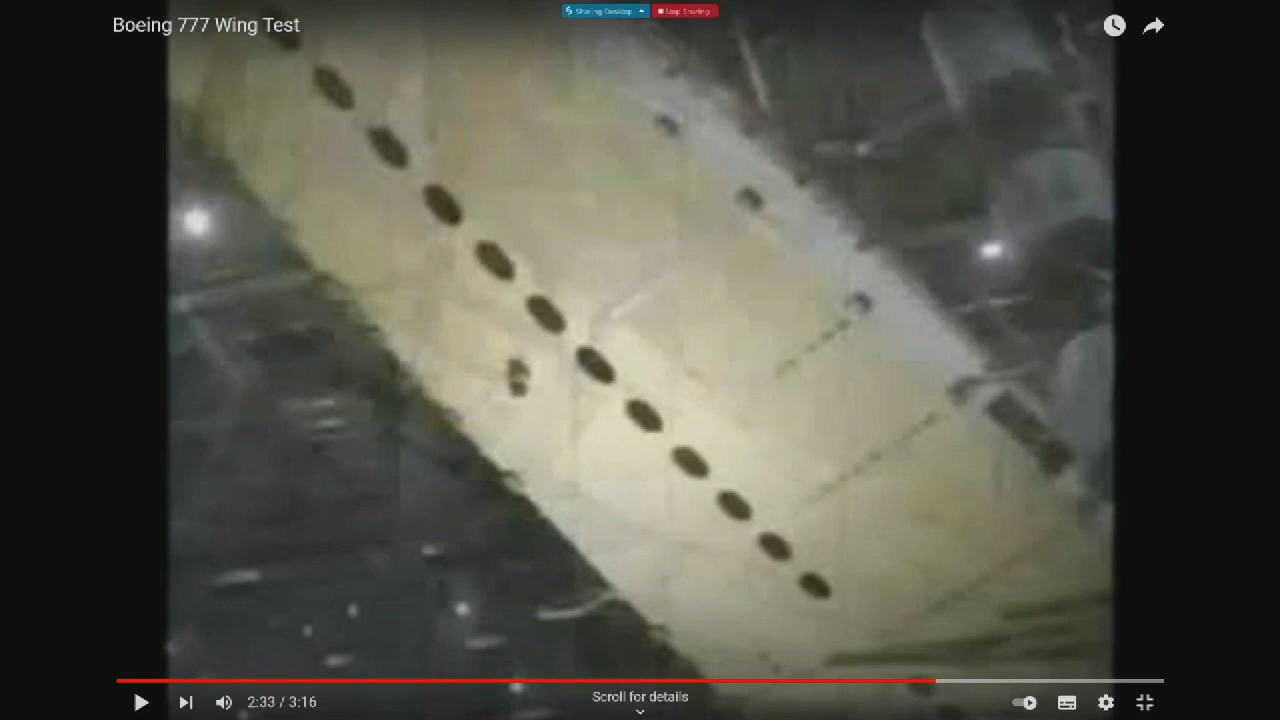 Sharing Desktop
Stop Sharing
Boeing 777 Wing Test
2:33 / 3:16
Scroll for details